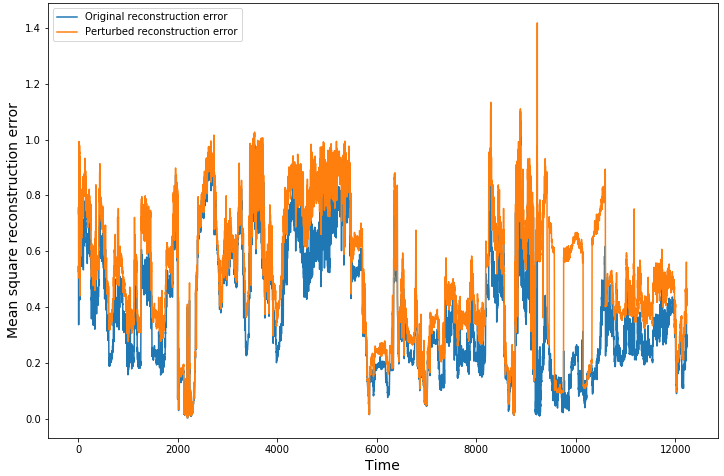 Original reconstruction error
Perturbed reconstruction error
Mean square reconstruction error
1.4
1.2
1.0
0.8
0.6
0.4
0.2
0.0
0 2000 4000 6000 8000 10000 12000
Time